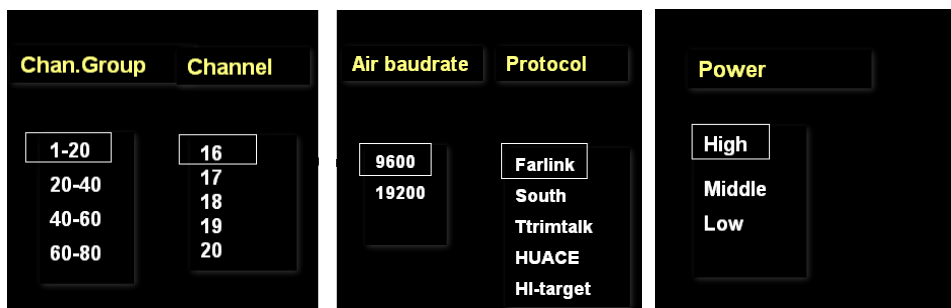 Chan.Group Channel
1-20 16
20-40 17
40-60 18
60-80 19
20
Air baudrate Protocol
9600 Farlink
19200 South
Ttrimtalk
HUACE
HI-target
Power
High
Middle
Low